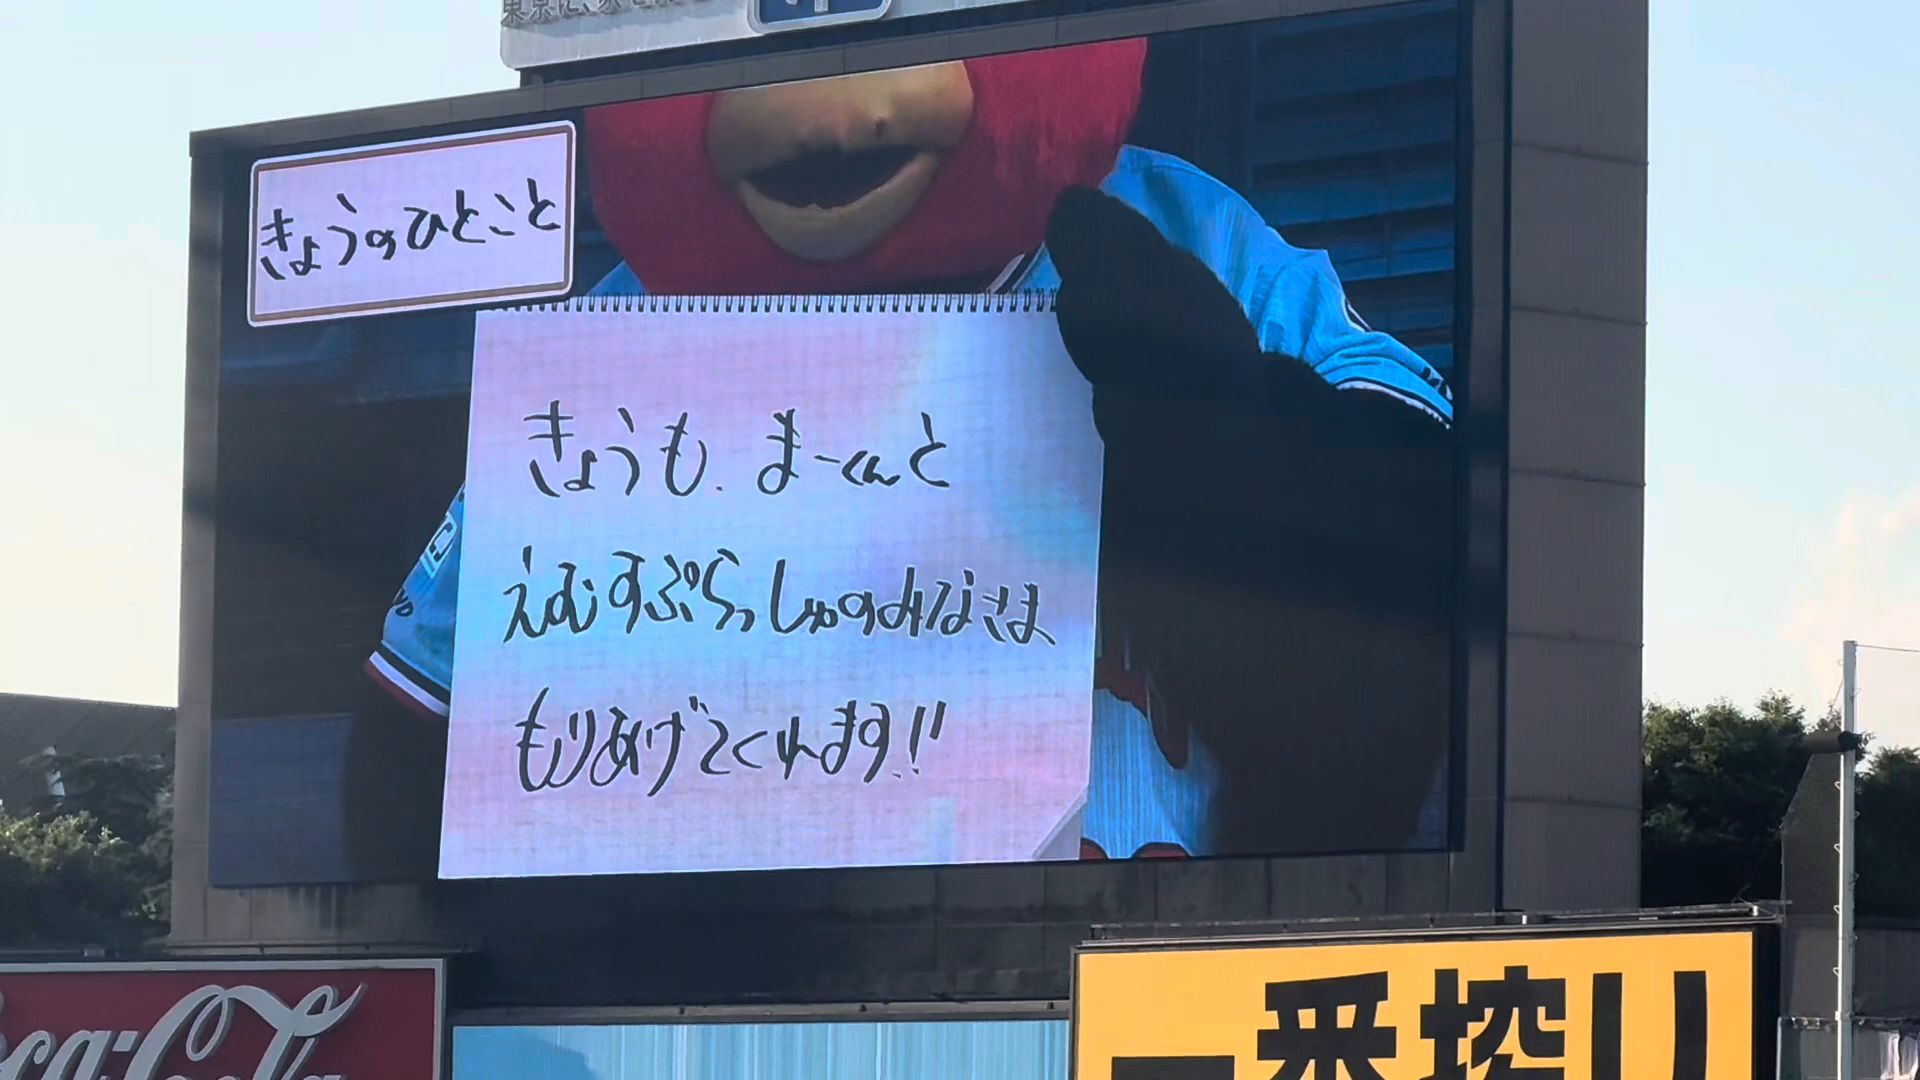 きょうのひとこと
きょうも、まーくんと
えむすぷらっしゅのみなさま
もりあげてくれます!!
Coca-Cola
一番搾り